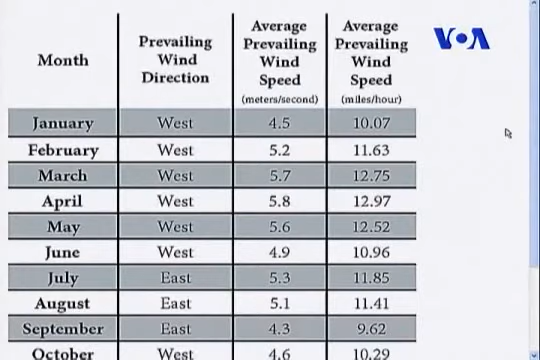 Month
Prevailing
Wind
Direction
Average
Prevailing
Wind
Speed
(meters/second)
Average
Prevailing
Wind
Speed
(miles/hour)
VOA
January West 4.5 10.07
February West 5.2 11.63
March West 5.7 12.75
April West 5.8 12.97
May West 5.6 12.52
June West 4.9 10.96
July East 5.3 11.85
August East 5.1 11.41
September East 4.3 9.62
October West 4.6 10.29